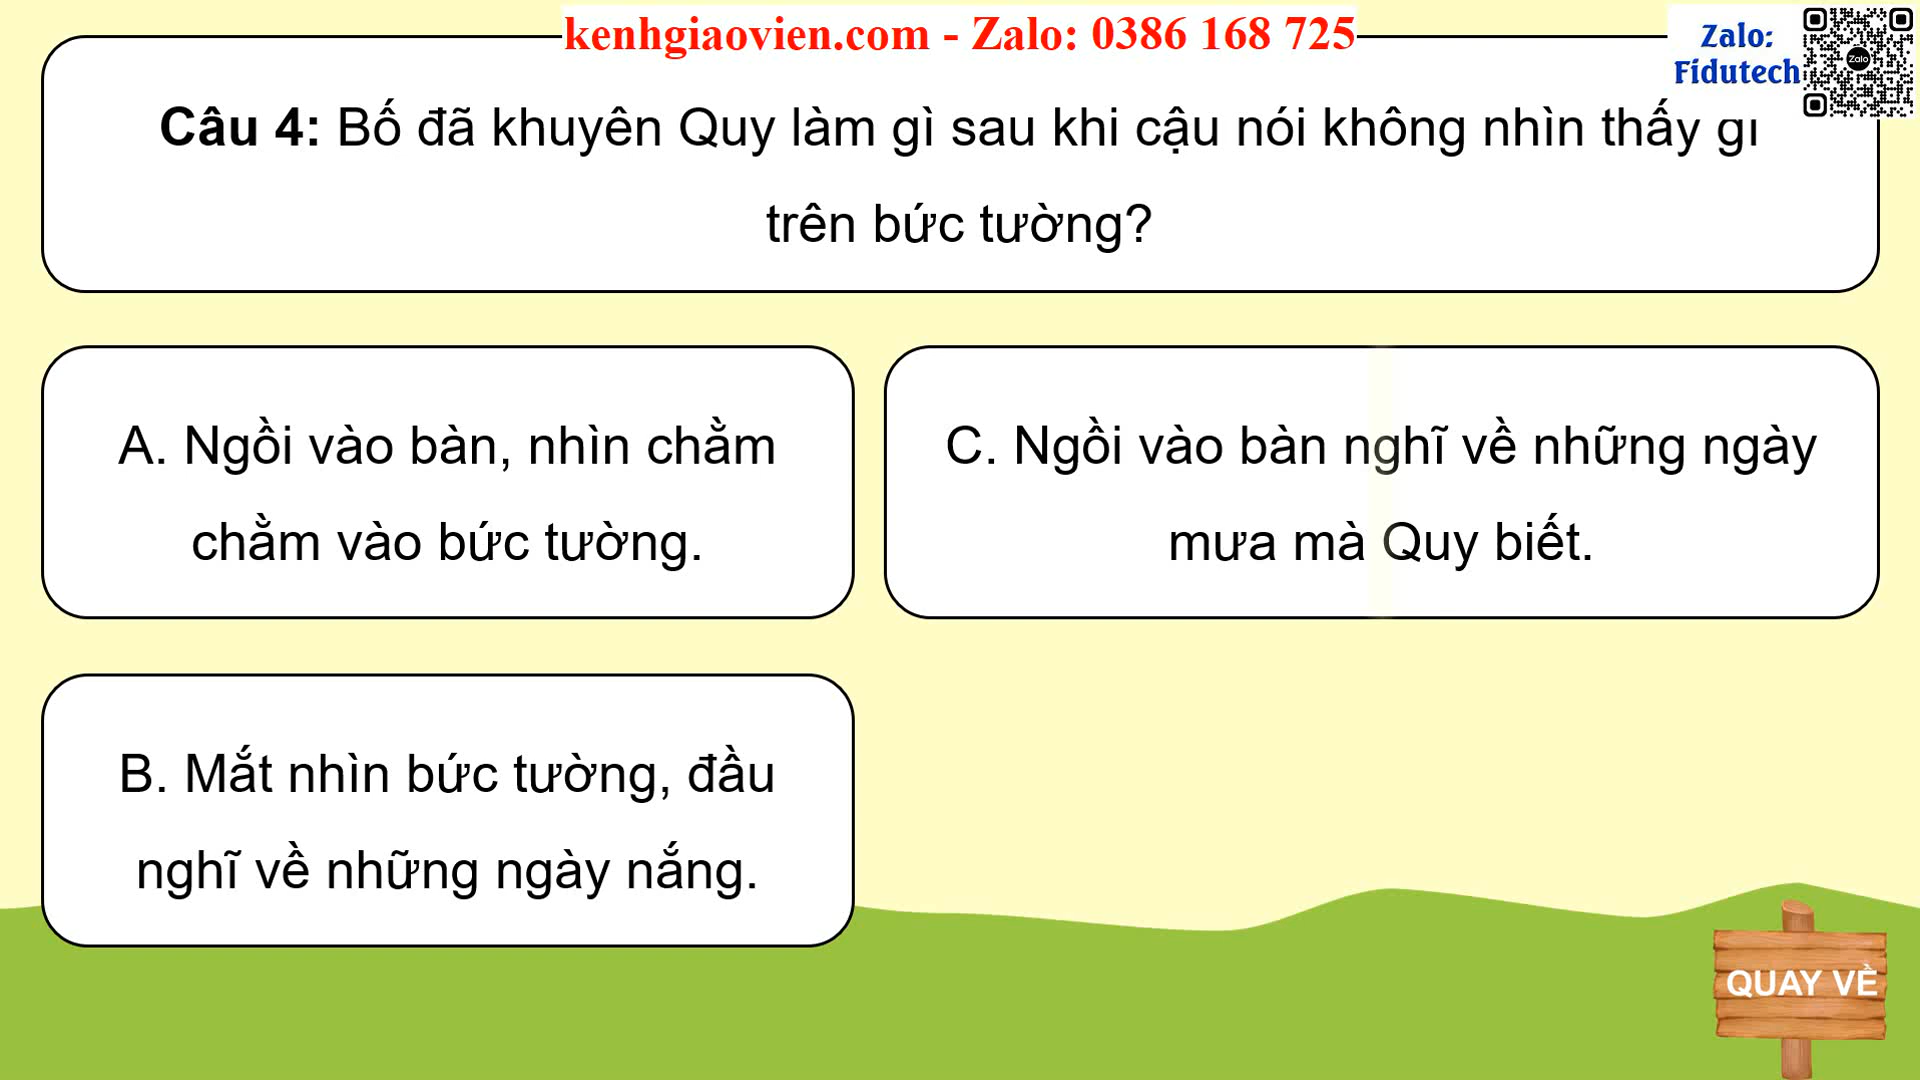 kenhgiaovien.com - Zalo: 0386 168 725
Zalo:
Fidutech
Zalo
Câu 4: Bố đã khuyên Quy làm gì sau khi cậu nói không nhìn thấy gì
trên bức tường?
A. Ngồi vào bàn, nhìn chằm
chằm vào bức tường.
C. Ngồi vào bàn nghĩ về những ngày
mưa mà Quy biết.
B. Mắt nhìn bức tường, đầu
nghĩ về những ngày nắng.
QUAY VỀ